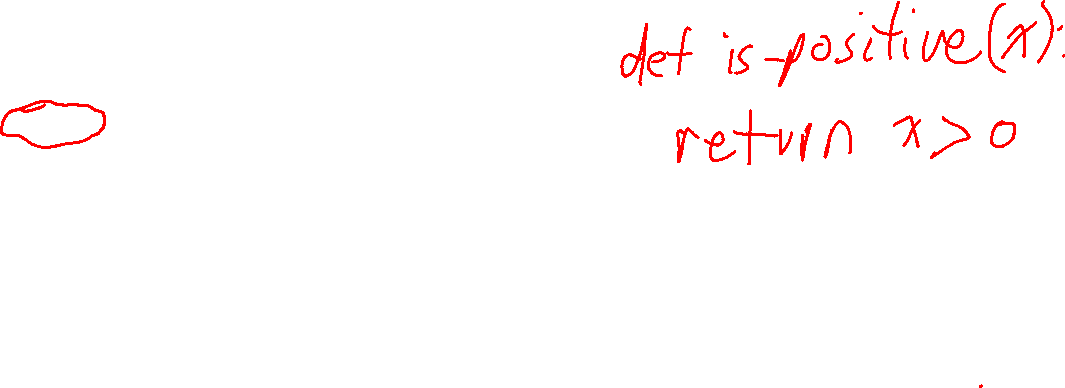 def is_positive(x):
return x > 0